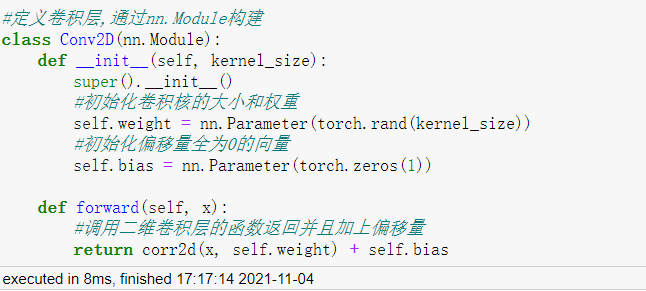 #定义卷积层,通过nn.Module构建
class Conv2D(nn.Module):
    def __init__(self, kernel_size):
        super().__init__()
        #初始化卷积核的大小和权重
        self.weight = nn.Parameter(torch.rand(kernel_size))
        #初始化偏移量全为0的向量
        self.bias = nn.Parameter(torch.zeros(1))
    def forward(self, x):
        #调用二维卷积层的函数返回并且加上偏移量
        return corr2d(x, self.weight) + self.bias
executed in 8ms, finished 17:17:14 2021-11-04